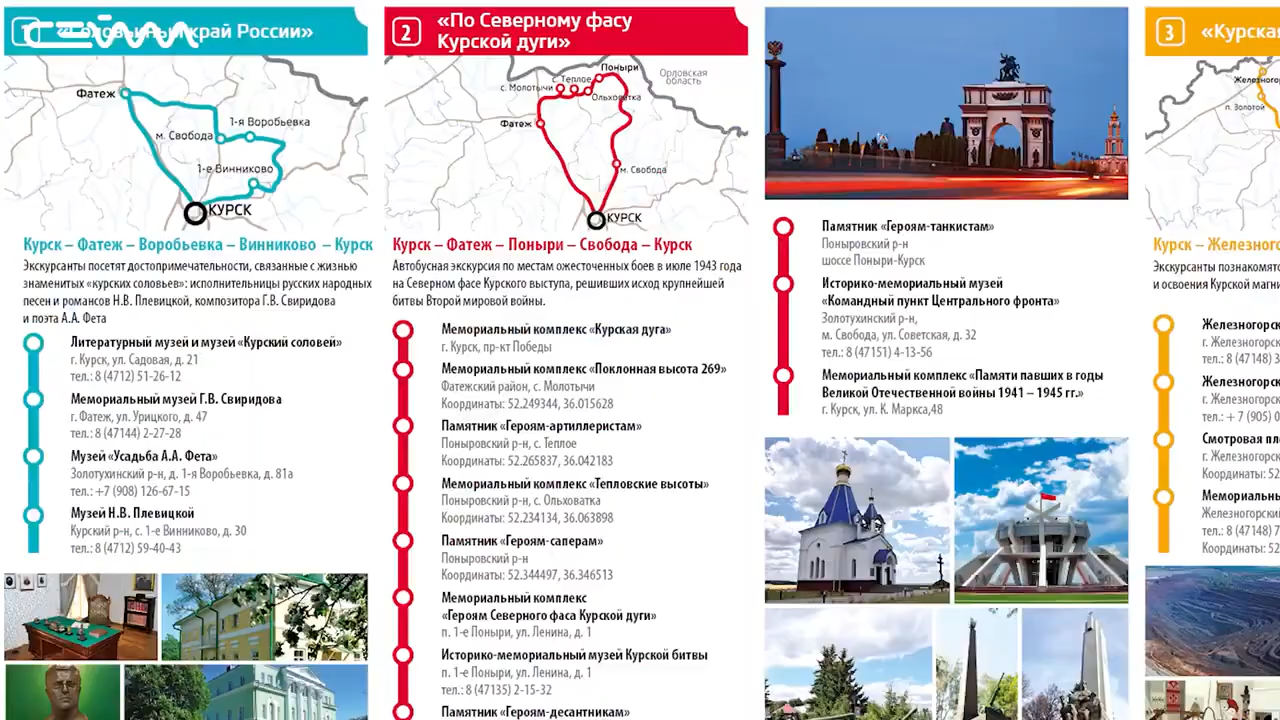 СЕЙМ
1
край России»
Фатеж
м. Свобода
1-я Воробьевка
1-е Винниково
КУРСК
Курск – Фатеж – Воробьевка – Винниково – Курск
Экскурсанты посетят достопримечательности, связанные с жизнью
знаменитых «курских соловьев»: исполнительницы русских народных
песен и романсов Н.В. Плевицкой, композитора Г.В. Свиридова
и поэта А.А. Фета
Литературный музей и музей «Курский соловей»
г. Курск, ул. Садовая, д. 21
тел.: 8 (4712) 51-26-12
Мемориальный музей Г.В. Свиридова
г. Фатеж, ул. Урицкого, д. 47
тел.: 8 (47144) 2-27-28
Музей «Усадьба А.А. Фета»
Золотухинский р-н, д. 1-я Воробьевка, д. 81а
тел.: +7 (908) 126-67-15
Музей Н.В. Плевицкой
Курский р-н, с. 1-е Винниково, д. 30
тел.: 8 (4712) 59-40-43
2
«По Северному фасу
Курской дуги»
Поныри
с. Теплое
с. Молотычи
Ольховатка
Орловская
область
Фатеж
м. Свобода
КУРСК
Курск – Фатеж – Поныри – Свобода – Курск
Автобусная экскурсия по местам ожесточенных боев в июле 1943 года
на Северном фасе Курского выступа, решивших исход крупнейшей
битвы Второй мировой войны.
Мемориальный комплекс «Курская дуга»
г. Курск, пр-кт Победы
Мемориальный комплекс «Поклонная высота 269»
Фатежский район, с. Молотычи
Координаты: 52.249344, 36.015628
Памятник «Героям-артиллеристам»
Поныровский р-н, с. Теплое
Координаты: 52.265837, 36.042183
Мемориальный комплекс «Тепловские высоты»
Поныровский р-н, с. Ольховатка
Координаты: 52.234134, 36.063898
Памятник «Героям-саперам»
Поныровский р-н
Координаты: 52.344497, 36.346513
Мемориальный комплекс
«Героям Северного фаса Курской дуги»
п. 1-е Поныри, ул. Ленина, д. 1
Историко-мемориальный музей Курской битвы
п. 1-е Поныри, ул. Ленина, д. 1
тел.: 8 (47135) 2-15-32
Памятник «Героям-десантникам»
Памятник «Героям-танкистам»
Поныровский р-н
шоссе Поныри-Курск
Историко-мемориальный музей
«Командный пункт Центрального фронта»
Золотухинский р-н,
м. Свобода, ул. Советская, д. 32
тел.: 8 (47151) 4-13-56
Мемориальный комплекс «Памяти павших в годы
Великой Отечественной войны 1941 – 1945 гг.»
г. Курск, ул. К. Маркса,48
3
«Курская
Железного
п. Золотой
Курск – Железног
Экскурсанты познакомятс
и освоения Курской магни
Железногорск
г. Железногорск
тел.: 8 (47148) 3
Железногорск
г. Железногорск
тел.: + 7 (905) 0
Смотровая пл
г. Железногорск
Координаты: 52
Мемориальны
Железногорский
тел.: 8 (47148) 7
Координаты: 52